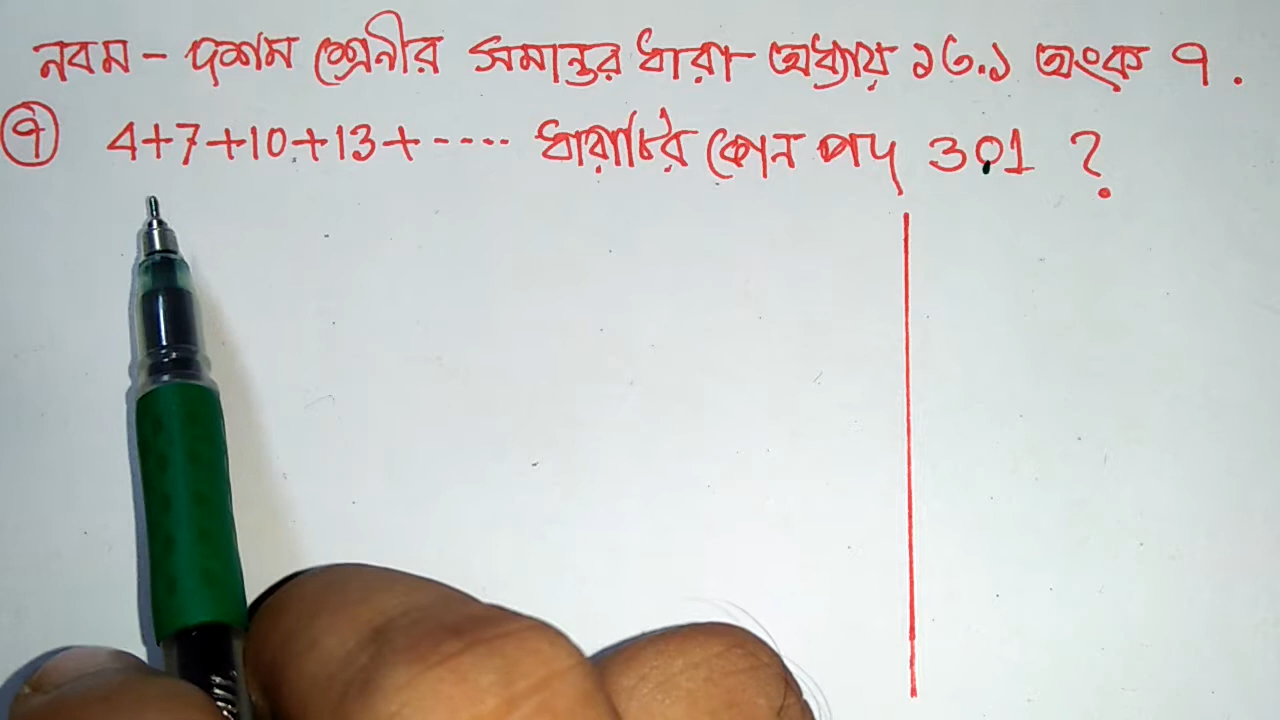 নবম - দশম শ্রেনীর সমান্তর ধারা অধ্যায় ১৩.১ অংক ৭.
৭ 4+7+10+13+---- ধারাটির কোন পদ 301 ?